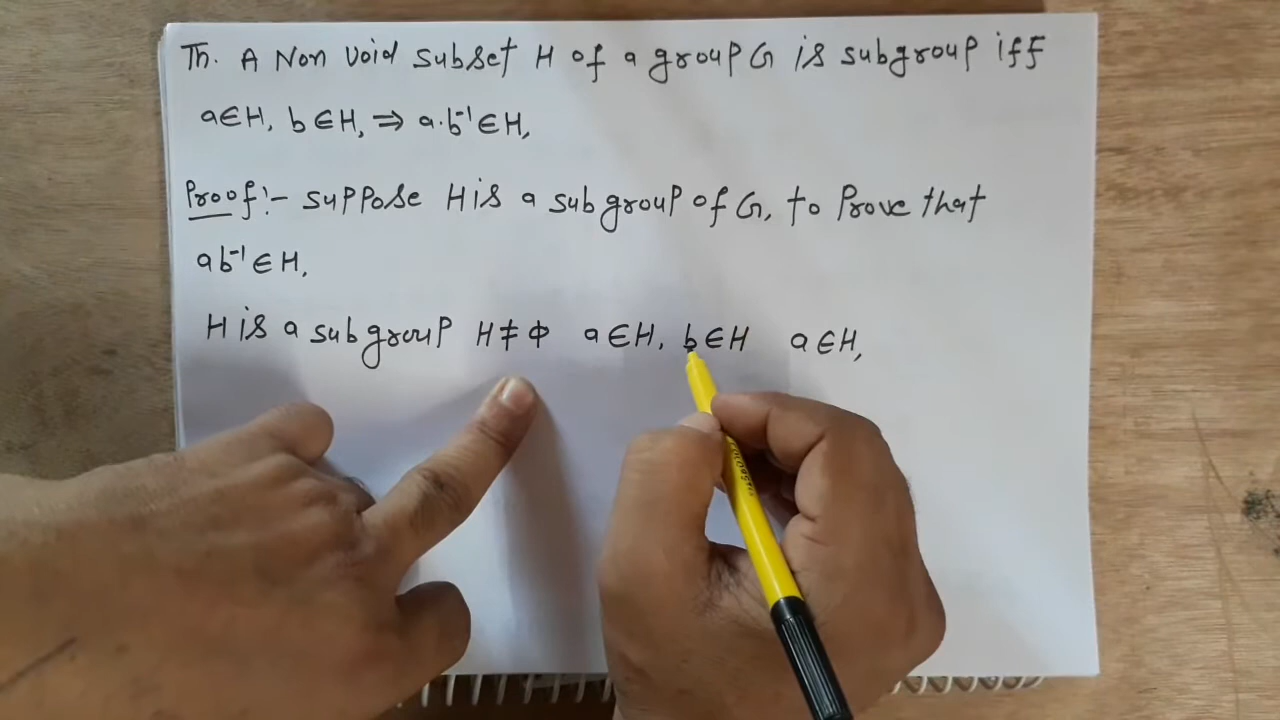 Th. A Non Void subset H of a group G is subgroup iff
a∈H, b∈H, ⇒ a.b⁻¹∈H,
Proof:- suppose H is a subgroup of G, to Prove that
ab⁻¹∈H,
H is a subgroup H≠Φ a∈H, b∈H a∈H,